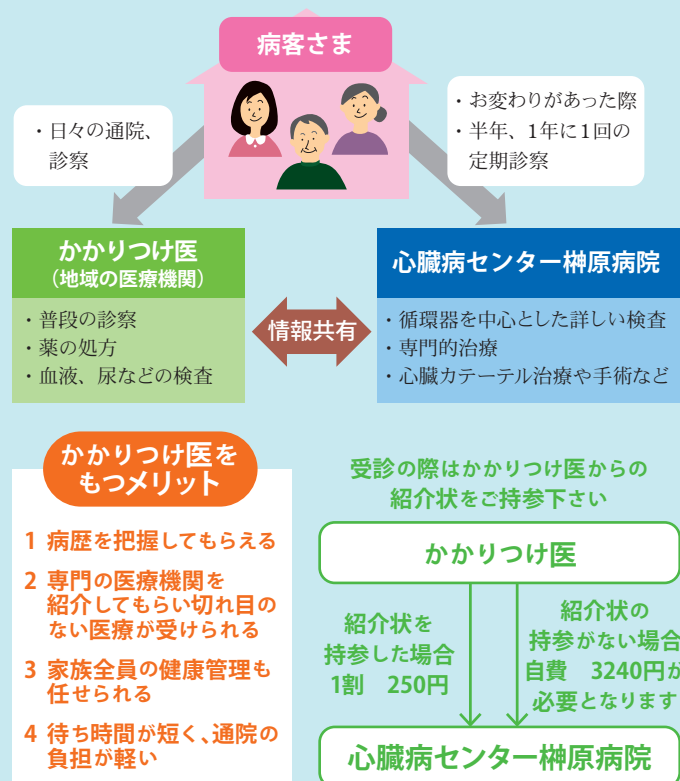 病客さま
・日々の通院、
診察
・お変わりがあった際
・半年、1年に1回の
定期診察
かかりつけ医
（地域の医療機関）
・普段の診察
・薬の処方
・血液、尿などの検査
情報共有
心臓病センター榊原病院
・循環器を中心とした詳しい検査
・専門的治療
・心臓カテーテル治療や手術など
かかりつけ医を
もつメリット
1 病歴を把握してもらえる
2 専門の医療機関を
紹介してもらい切れ目の
ない医療が受けられる
3 家族全員の健康管理も
任せられる
4 待ち時間が短く、通院の
負担が軽い
受診の際はかかりつけ医からの
紹介状をご持参下さい
かかりつけ医
紹介状を
持参した場合
1割　250円
紹介状の
持参がない場合
自費　3240円が
必要となります
心臓病センター榊原病院